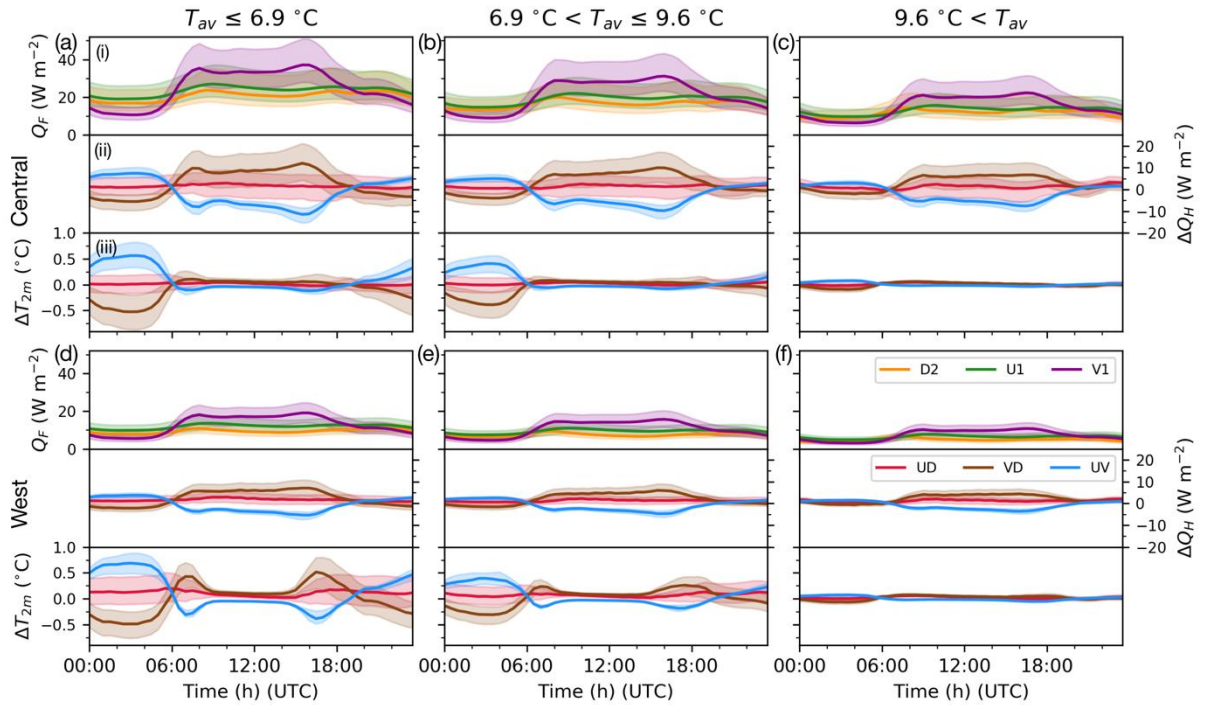 T_av ≤ 6.9 °C
6.9 °C < T_av ≤ 9.6 °C
9.6 °C < T_av
(a) (i)
(b)
(c)
Q_F (W m⁻²)
40
20
0
(ii)
Central
20
10
0
−10
−20
ΔQ_H (W m⁻²)
(iii)
ΔT_2m (°C)
1.0
0.5
0.0
−0.5
(d)
(e)
(f)
Q_F (W m⁻²)
40
20
0
D2 U1 V1
West
UD VD UV
20
10
0
−10
−20
ΔQ_H (W m⁻²)
ΔT_2m (°C)
1.0
0.5
0.0
−0.5
00:00 06:00 12:00 18:00
00:00 06:00 12:00 18:00
00:00 06:00 12:00 18:00
Time (h) (UTC)
Time (h) (UTC)
Time (h) (UTC)